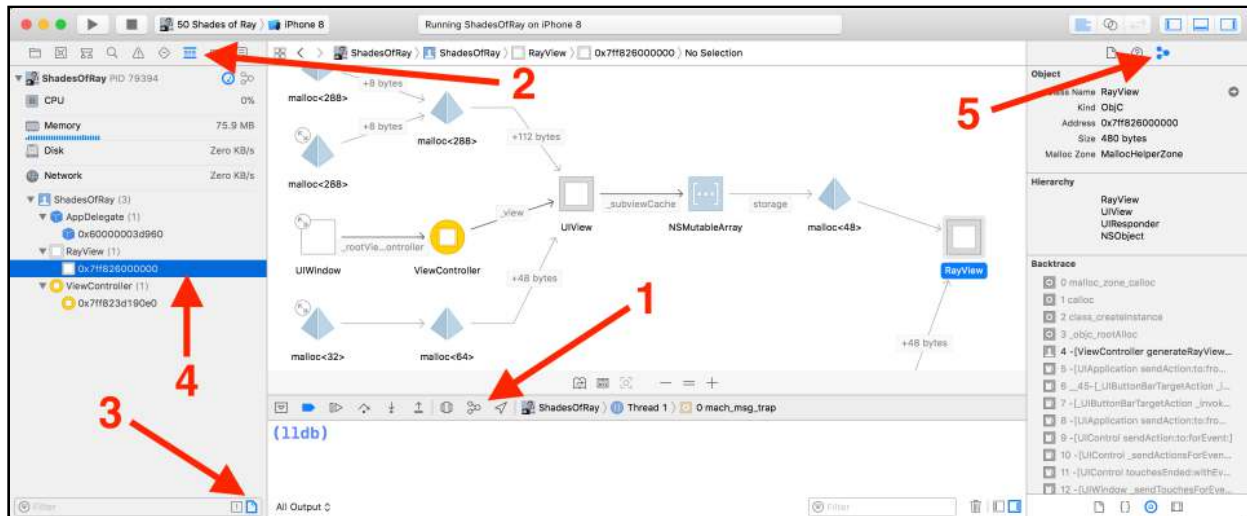 50 Shades of Ray
iPhone 8
Running ShadesOfRay on iPhone 8
ShadesOfRay
ShadesOfRay
RayView
0x7ff826000000
No Selection
ShadesOfRay PID 79394
CPU
0%
Memory
75.9 MB
Disk
Zero KB/s
Network
Zero KB/s
ShadesOfRay (3)
AppDelegate (1)
0x60000003d960
RayView (1)
0x7ff826000000
ViewController (1)
0x7ff823d190e0
Filter
2
4
3
malloc<288>
+8 bytes
malloc<288>
+8 bytes
+112 bytes
malloc<288>
_view
UIView
_subviewCache
NSMutableArray
storage
malloc<48>
RayView
UIWindow
_rootVie…ontroller
ViewController
+48 bytes
malloc<32>
malloc<64>
+48 bytes
1
5
ShadesOfRay
Thread 1
0 mach_msg_trap
(lldb)
All Output
Filter
Object
Name RayView
Kind ObjC
Address 0x7ff826000000
Size 480 bytes
Malloc Zone MallocHelperZone
Hierarchy
RayView
UIView
UIResponder
NSObject
Backtrace
0 malloc_zone_calloc
1 calloc
2 class_createInstance
3 _objc_rootAlloc
4 -[ViewController generateRayView...
5 -[UIApplication sendAction:to:fro...
6 __45-[_UIButtonBarTargetAction _i...
7 -[_UIButtonBarTargetAction _invok...
8 -[UIApplication sendAction:to:fro...
9 -[UIControl sendAction:to:forEvent:]
10 -[UIControl _sendActionsForEven...
11 -[UIControl touchesEnded:withEv...
12 -[UIWindow _sendTouchesForEve...